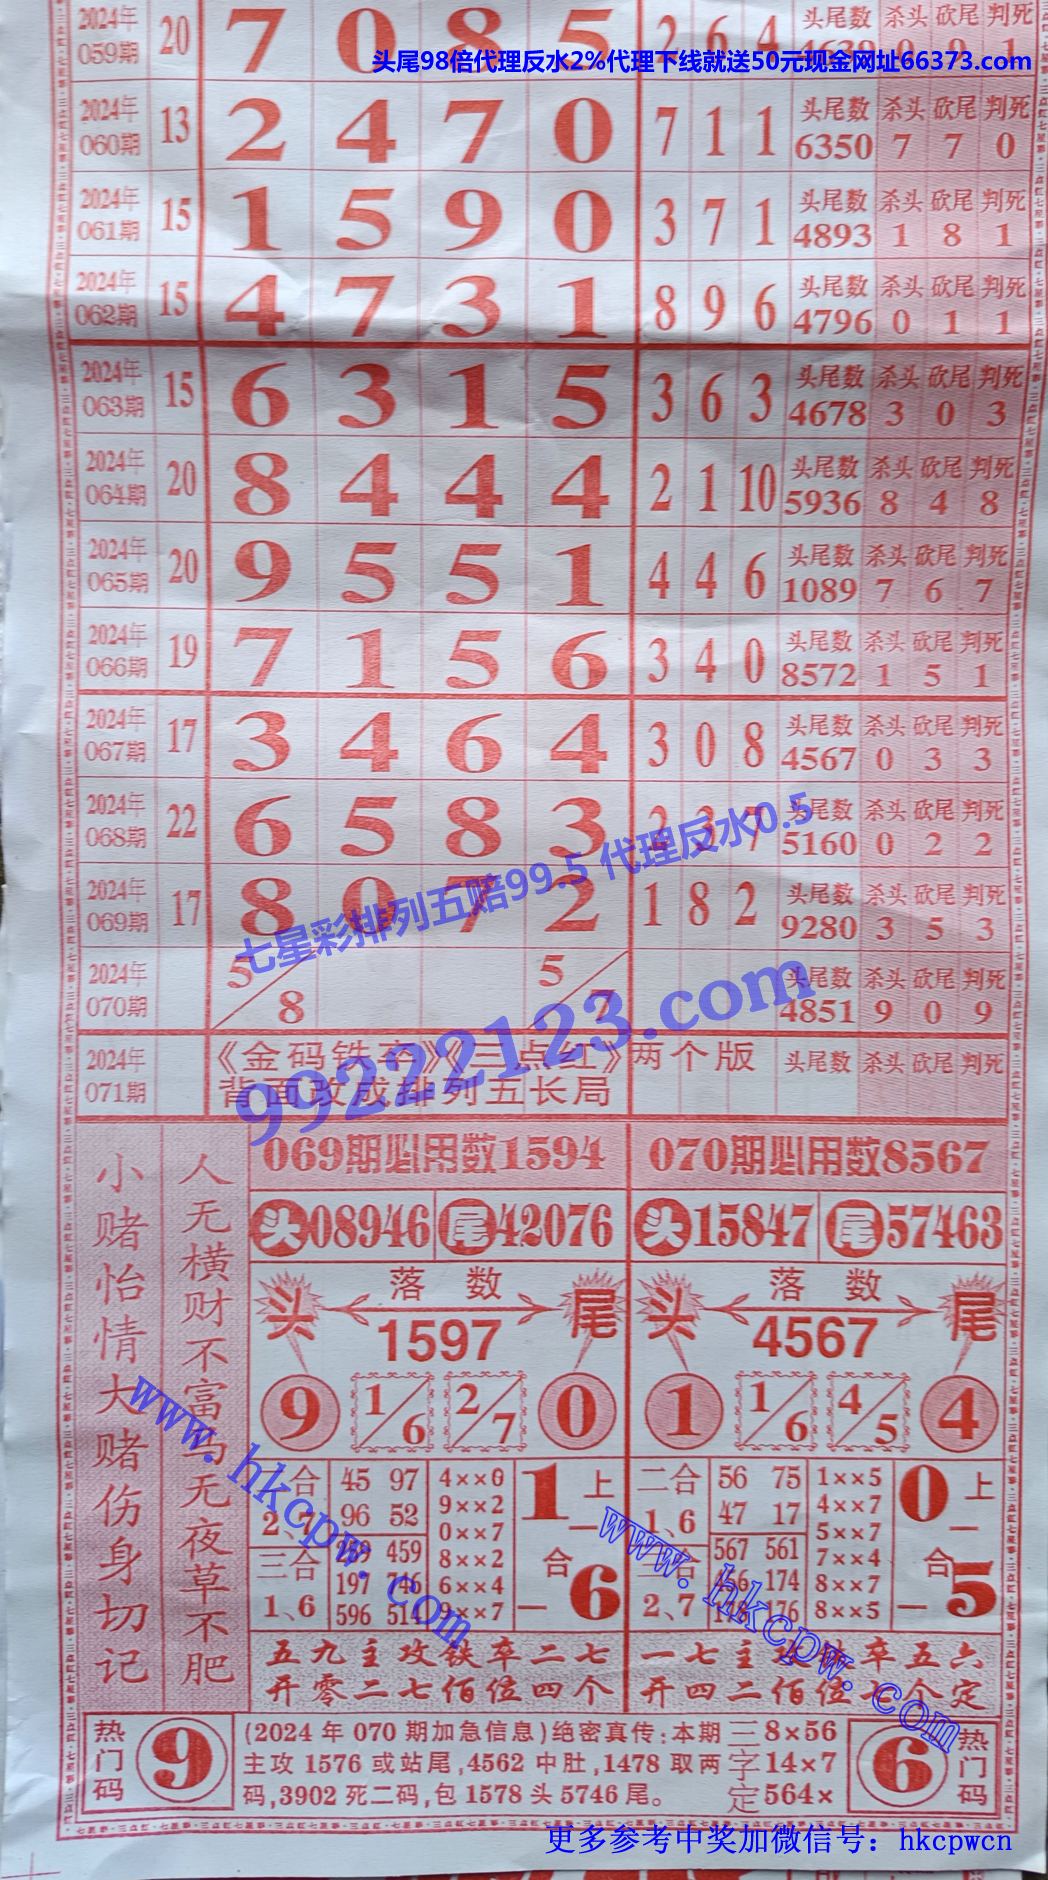 2024年 059期 20 7 0 8 5 2 6 4 头尾数 杀头 砍尾 判死
头尾98倍代理反水2%代理下线就送50元现金网址66373.com
2024年 060期 13 2 4 7 0 7 1 1 头尾数 6350 杀头 7 砍尾 7 判死 0
2024年 061期 15 1 5 9 0 3 7 1 头尾数 4893 杀头 1 砍尾 8 判死 1
2024年 062期 15 4 7 3 1 8 9 6 头尾数 4796 杀头 0 砍尾 1 判死 1
2024年 063期 15 6 3 1 5 3 6 3 头尾数 4678 杀头 3 砍尾 0 判死 3
2024年 064期 20 8 4 4 4 2 1 10 头尾数 5936 杀头 8 砍尾 4 判死 8
2024年 065期 20 9 5 5 1 4 4 6 头尾数 1089 杀头 7 砍尾 6 判死 7
2024年 066期 19 7 1 5 6 3 4 0 头尾数 8572 杀头 1 砍尾 5 判死 1
2024年 067期 17 3 4 6 4 3 0 8 头尾数 4567 杀头 0 砍尾 3 判死 3
2024年 068期 22 6 5 8 3 2 3 7 头尾数 5160 杀头 0 砍尾 2 判死 2
七星彩排列五赔99.5 代理反水0.5
2024年 069期 17 8 0 7 2 1 8 2 头尾数 9280 杀头 3 砍尾 5 判死 3
2024年 070期 5/8 5/7 头尾数 4851 杀头 9 砍尾 0 判死 9
99222123.com
2024年 071期 《金码铁卒》《三点红》两个版 头尾数 杀头 砍尾 判死
背面改成排列五长局
小赌怡情大赌伤身切记
人无横财不富马无夜草不肥
069期必用数1594
头08946 尾42076
落数
头 1597 尾
9 1/6 2/7 0
二合 2、7
45 97
96 52
三合 1、6
259 459
197 746
596 514
4××0
9××2
0××7
8××2
6××4
9××7
1上
合
6
五九主攻铁卒二七
开零二七佰位四个
070期必用数8567
头15847 尾57463
落数
头 4567 尾
1 1/6 4/5 4
二合 1、6
56 75
47 17
合 2、7
567 561
174
176
1××5
4××7
5××7
7××4
8××7
8××5
0上
合
5
一七主攻铁卒五六
开四二佰位 个定
www.hkcpw.com
www.hkcpw.com
热门码 9
(2024年070期加急信息)绝密真传:本期
主攻1576或站尾,4562中肚,1478取两
码,3902死二码,包1578头5746尾。
三字定
8×56
14×7
564×
6 热门码
更多参考中奖加微信号：hkcpwcn